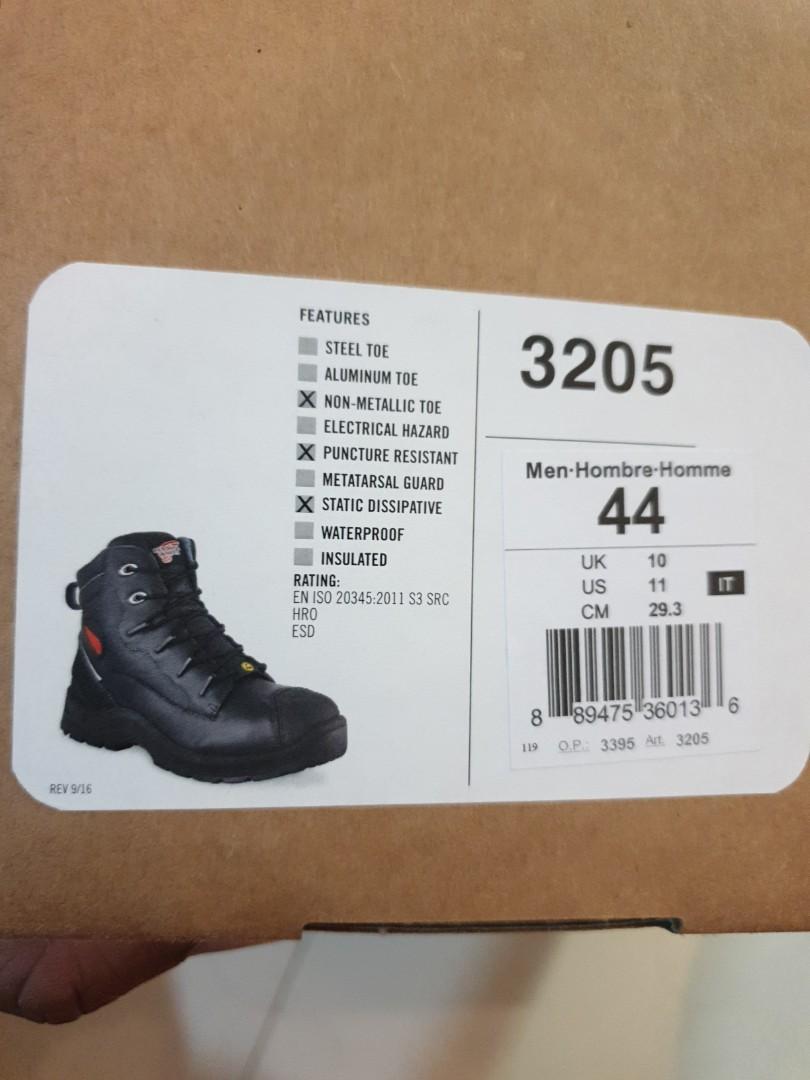 FEATURES
STEEL TOE
ALUMINUM TOE
X NON-METALLIC TOE
ELECTRICAL HAZARD
X PUNCTURE RESISTANT
METATARSAL GUARD
X STATIC DISSIPATIVE
WATERPROOF
INSULATED
RATING:
EN ISO 20345:2011 S3 SRC
HRO
ESD
REV 9/16
3205
Men·Hombre·Homme
44
UK 10
US 11 IT
CM 29.3
8 89475 36013 6
119 O.P.: 3395 Art. 3205